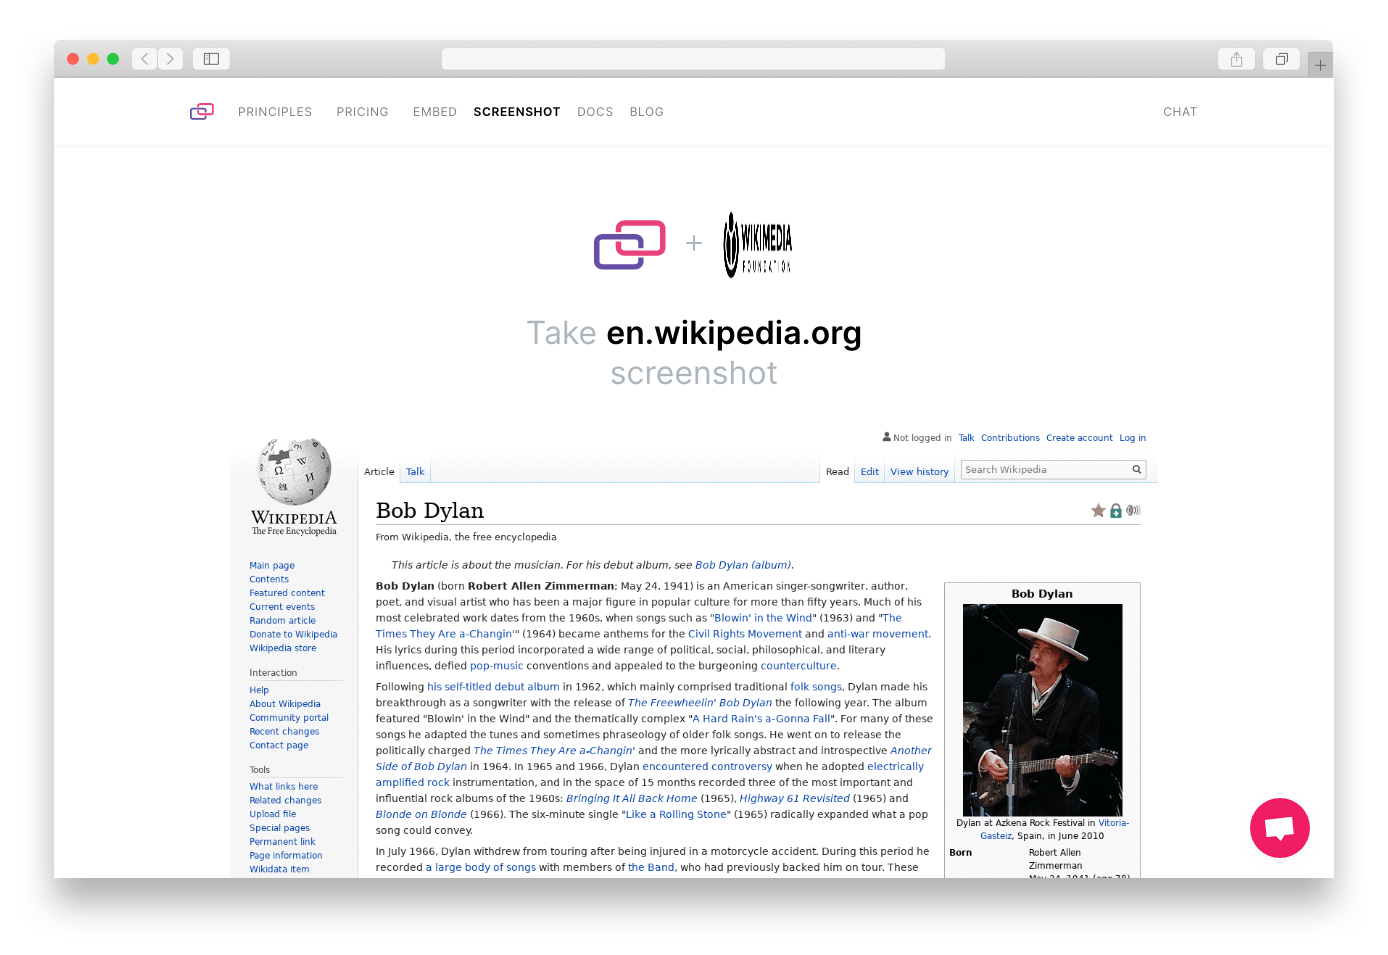 PRINCIPLES PRICING EMBED SCREENSHOT DOCS BLOG CHAT
WIKIMEDIA
FOUNDATION
Take en.wikipedia.org
screenshot
Not logged in Talk Contributions Create account Log in
Article Talk Read Edit View history Search Wikipedia
WIKIPEDIA
The Free Encyclopedia
Main page
Contents
Featured content
Current events
Random article
Donate to Wikipedia
Wikipedia store
Interaction
Help
About Wikipedia
Community portal
Recent changes
Contact page
Tools
What links here
Related changes
Upload file
Special pages
Permanent link
Page information
Wikidata item
Bob Dylan
From Wikipedia, the free encyclopedia
This article is about the musician. For his debut album, see Bob Dylan (album).
Bob Dylan (born Robert Allen Zimmerman; May 24, 1941) is an American singer-songwriter, author,
poet, and visual artist who has been a major figure in popular culture for more than fifty years. Much of his
most celebrated work dates from the 1960s, when songs such as "Blowin' in the Wind" (1963) and "The
Times They Are a-Changin'" (1964) became anthems for the Civil Rights Movement and anti-war movement.
His lyrics during this period incorporated a wide range of political, social, philosophical, and literary
influences, defied pop-music conventions and appealed to the burgeoning counterculture.
Following his self-titled debut album in 1962, which mainly comprised traditional folk songs, Dylan made his
breakthrough as a songwriter with the release of The Freewheelin' Bob Dylan the following year. The album
featured "Blowin' in the Wind" and the thematically complex "A Hard Rain's a-Gonna Fall". For many of these
songs he adapted the tunes and sometimes phraseology of older folk songs. He went on to release the
politically charged The Times They Are a-Changin' and the more lyrically abstract and introspective Another
Side of Bob Dylan in 1964. In 1965 and 1966, Dylan encountered controversy when he adopted electrically
amplified rock instrumentation, and in the space of 15 months recorded three of the most important and
influential rock albums of the 1960s: Bringing It All Back Home (1965), Highway 61 Revisited (1965) and
Blonde on Blonde (1966). The six-minute single "Like a Rolling Stone" (1965) radically expanded what a pop
song could convey.
In July 1966, Dylan withdrew from touring after being injured in a motorcycle accident. During this period he
recorded a large body of songs with members of the Band, who had previously backed him on tour. These
Bob Dylan
Dylan at Azkena Rock Festival in Vitoria-
Gasteiz, Spain, in June 2010
Born Robert Allen
Zimmerman
May 24, 1941 (age 78)